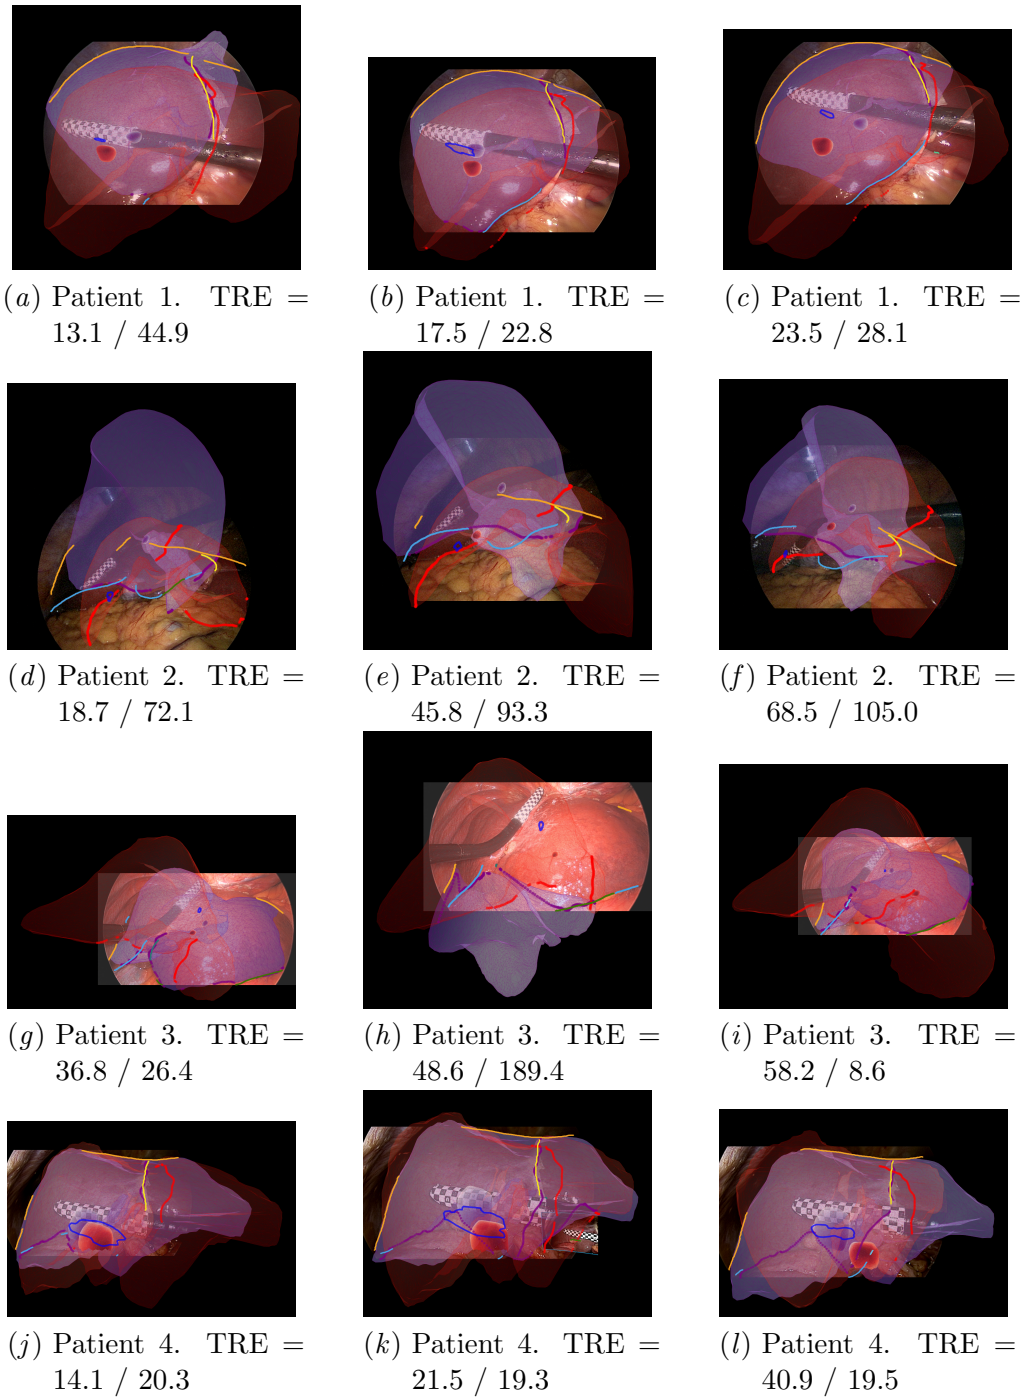 (a) Patient 1. TRE =
13.1 / 44.9
(b) Patient 1. TRE =
17.5 / 22.8
(c) Patient 1. TRE =
23.5 / 28.1
(d) Patient 2. TRE =
18.7 / 72.1
(e) Patient 2. TRE =
45.8 / 93.3
(f) Patient 2. TRE =
68.5 / 105.0
(g) Patient 3. TRE =
36.8 / 26.4
(h) Patient 3. TRE =
48.6 / 189.4
(i) Patient 3. TRE =
58.2 / 8.6
(j) Patient 4. TRE =
14.1 / 20.3
(k) Patient 4. TRE =
21.5 / 19.3
(l) Patient 4. TRE =
40.9 / 19.5